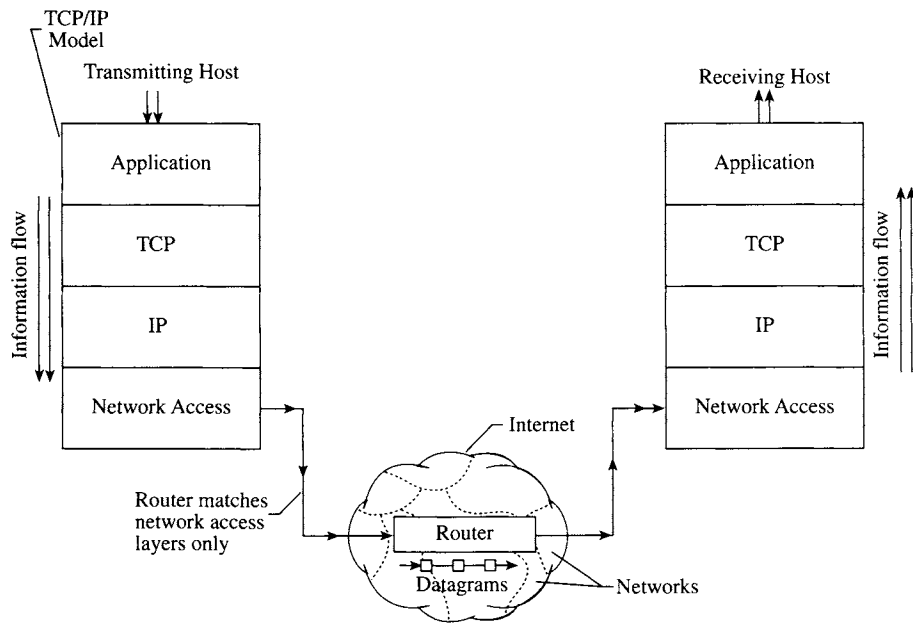 TCP/IP
Model
Transmitting Host
Receiving Host
Application
TCP
IP
Network Access
Information flow
Application
TCP
IP
Network Access
Information flow
Internet
Router matches
network access
layers only
Router
Datagrams
Networks